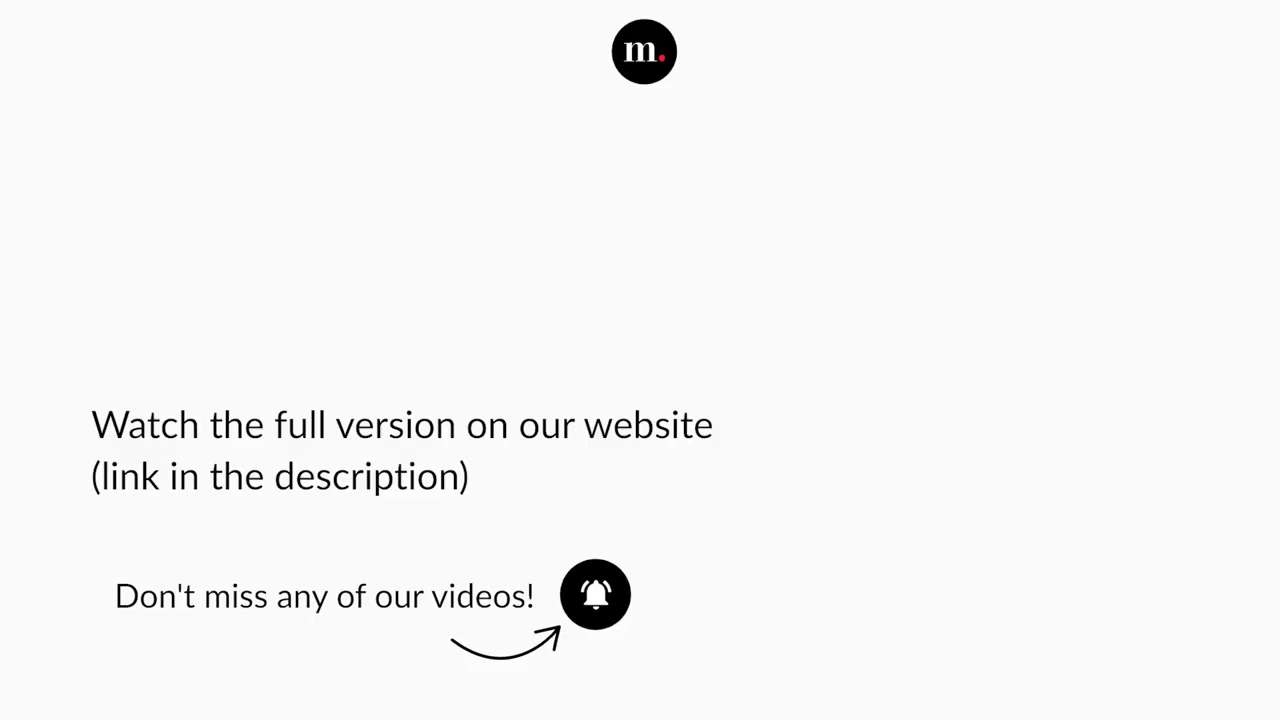 m.
Watch the full version on our website
(link in the description)
Don't miss any of our videos!